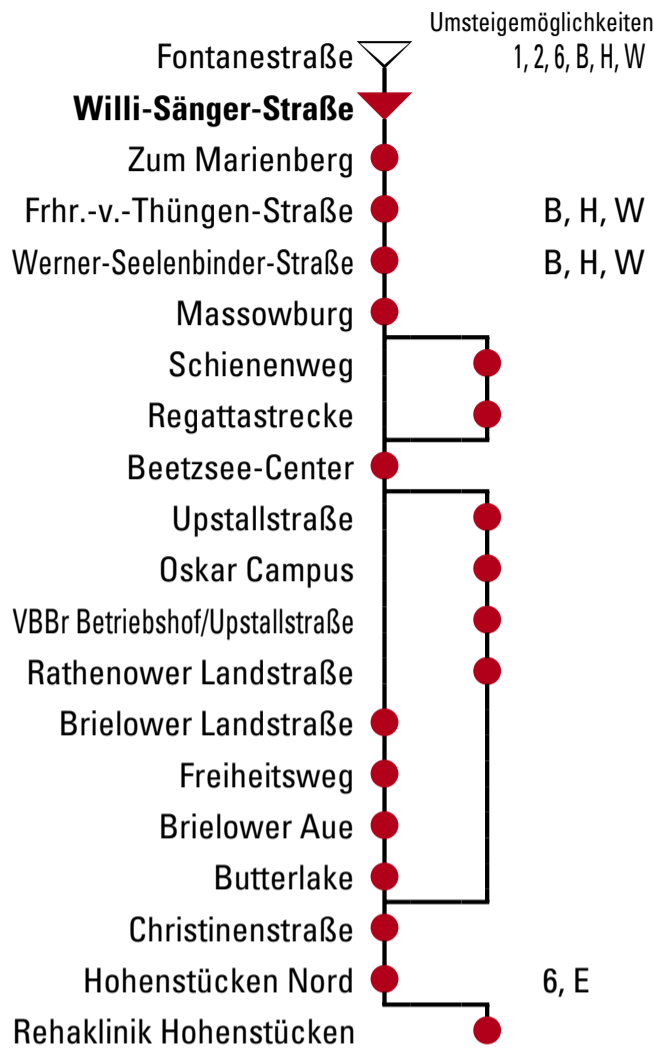 Umsteigemöglichkeiten
Fontanestraße 1, 2, 6, B, H, W
Willi-Sänger-Straße
Zum Marienberg
Frhr.-v.-Thüngen-Straße B, H, W
Werner-Seelenbinder-Straße B, H, W
Massowburg
Schienenweg
Regattastrecke
Beetzsee-Center
Upstallstraße
Oskar Campus
VBBr Betriebshof/Upstallstraße
Rathenower Landstraße
Brielower Landstraße
Freiheitsweg
Brielower Aue
Butterlake
Christinenstraße
Hohenstücken Nord 6, E
Rehaklinik Hohenstücken